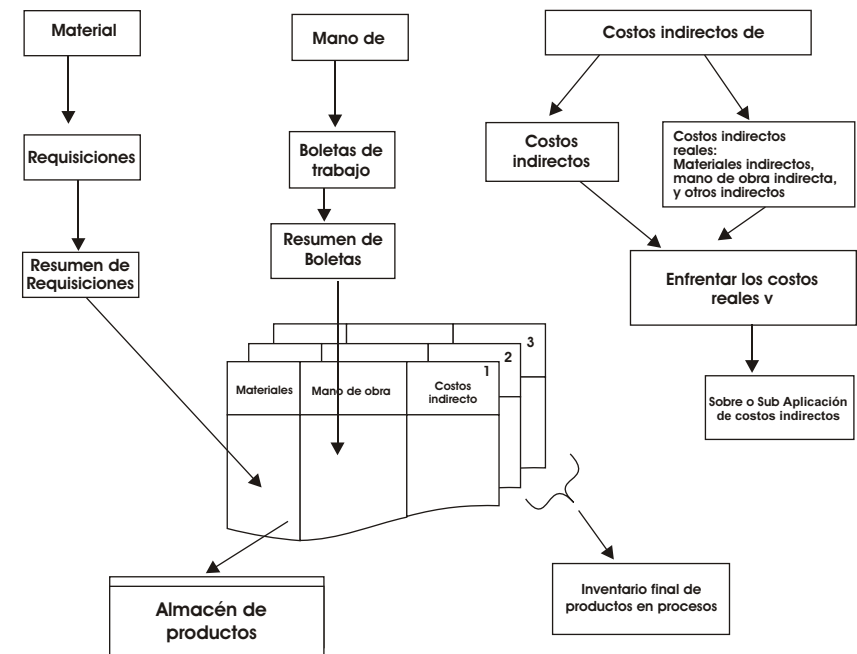 Material
Mano de
Costos indirectos de
Requisiciones
Boletas de
trabajo
Costos
indirectos
Costos indirectos
reales:
Materiales indirectos,
mano de obra indirecta,
y otros indirectos
Resumen de
Requisiciones
Resumen de
Boletas
Enfrentar los costos
reales v
3
2
1
Materiales
Mano de obra
Costos
indirecto
Sobre o Sub Aplicación
de costos indirectos
Almacén de
productos
Inventario final de
productos en procesos